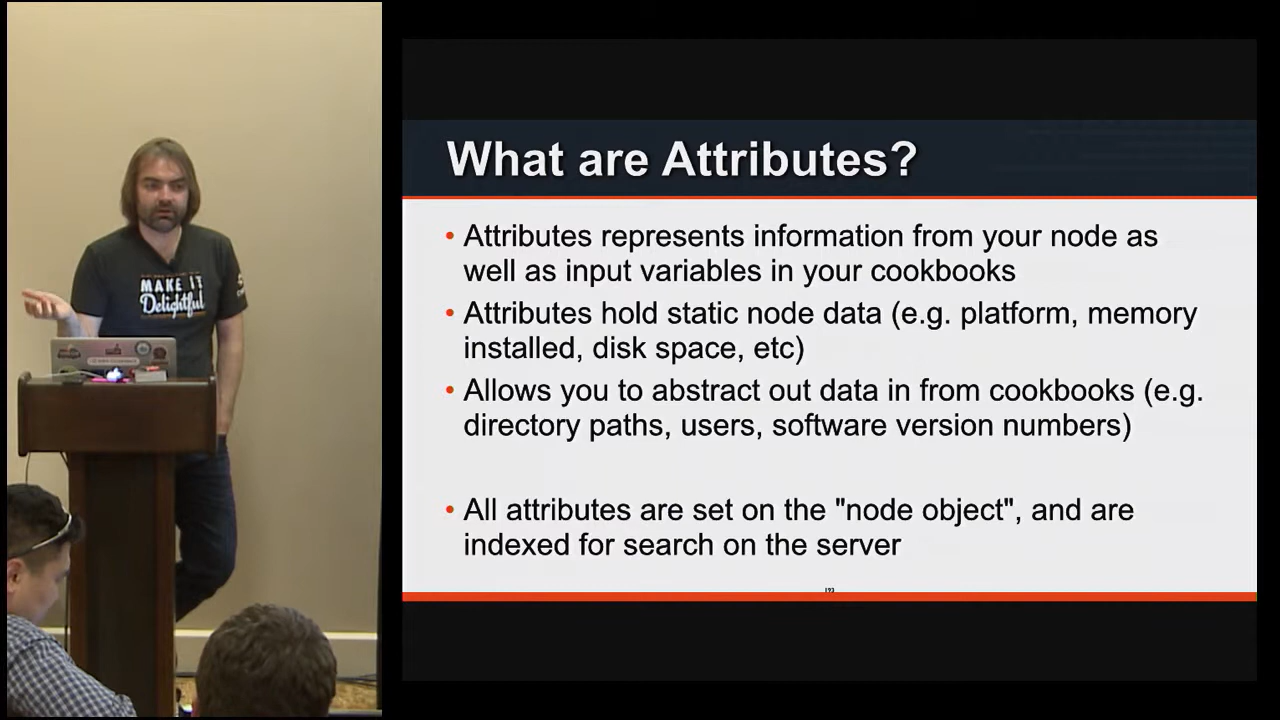 What are Attributes?
• Attributes represents information from your node as
well as input variables in your cookbooks
• Attributes hold static node data (e.g. platform, memory
installed, disk space, etc)
• Allows you to abstract out data in from cookbooks (e.g.
directory paths, users, software version numbers)
• All attributes are set on the "node object", and are
indexed for search on the server
193
MAKE IT
Delightful